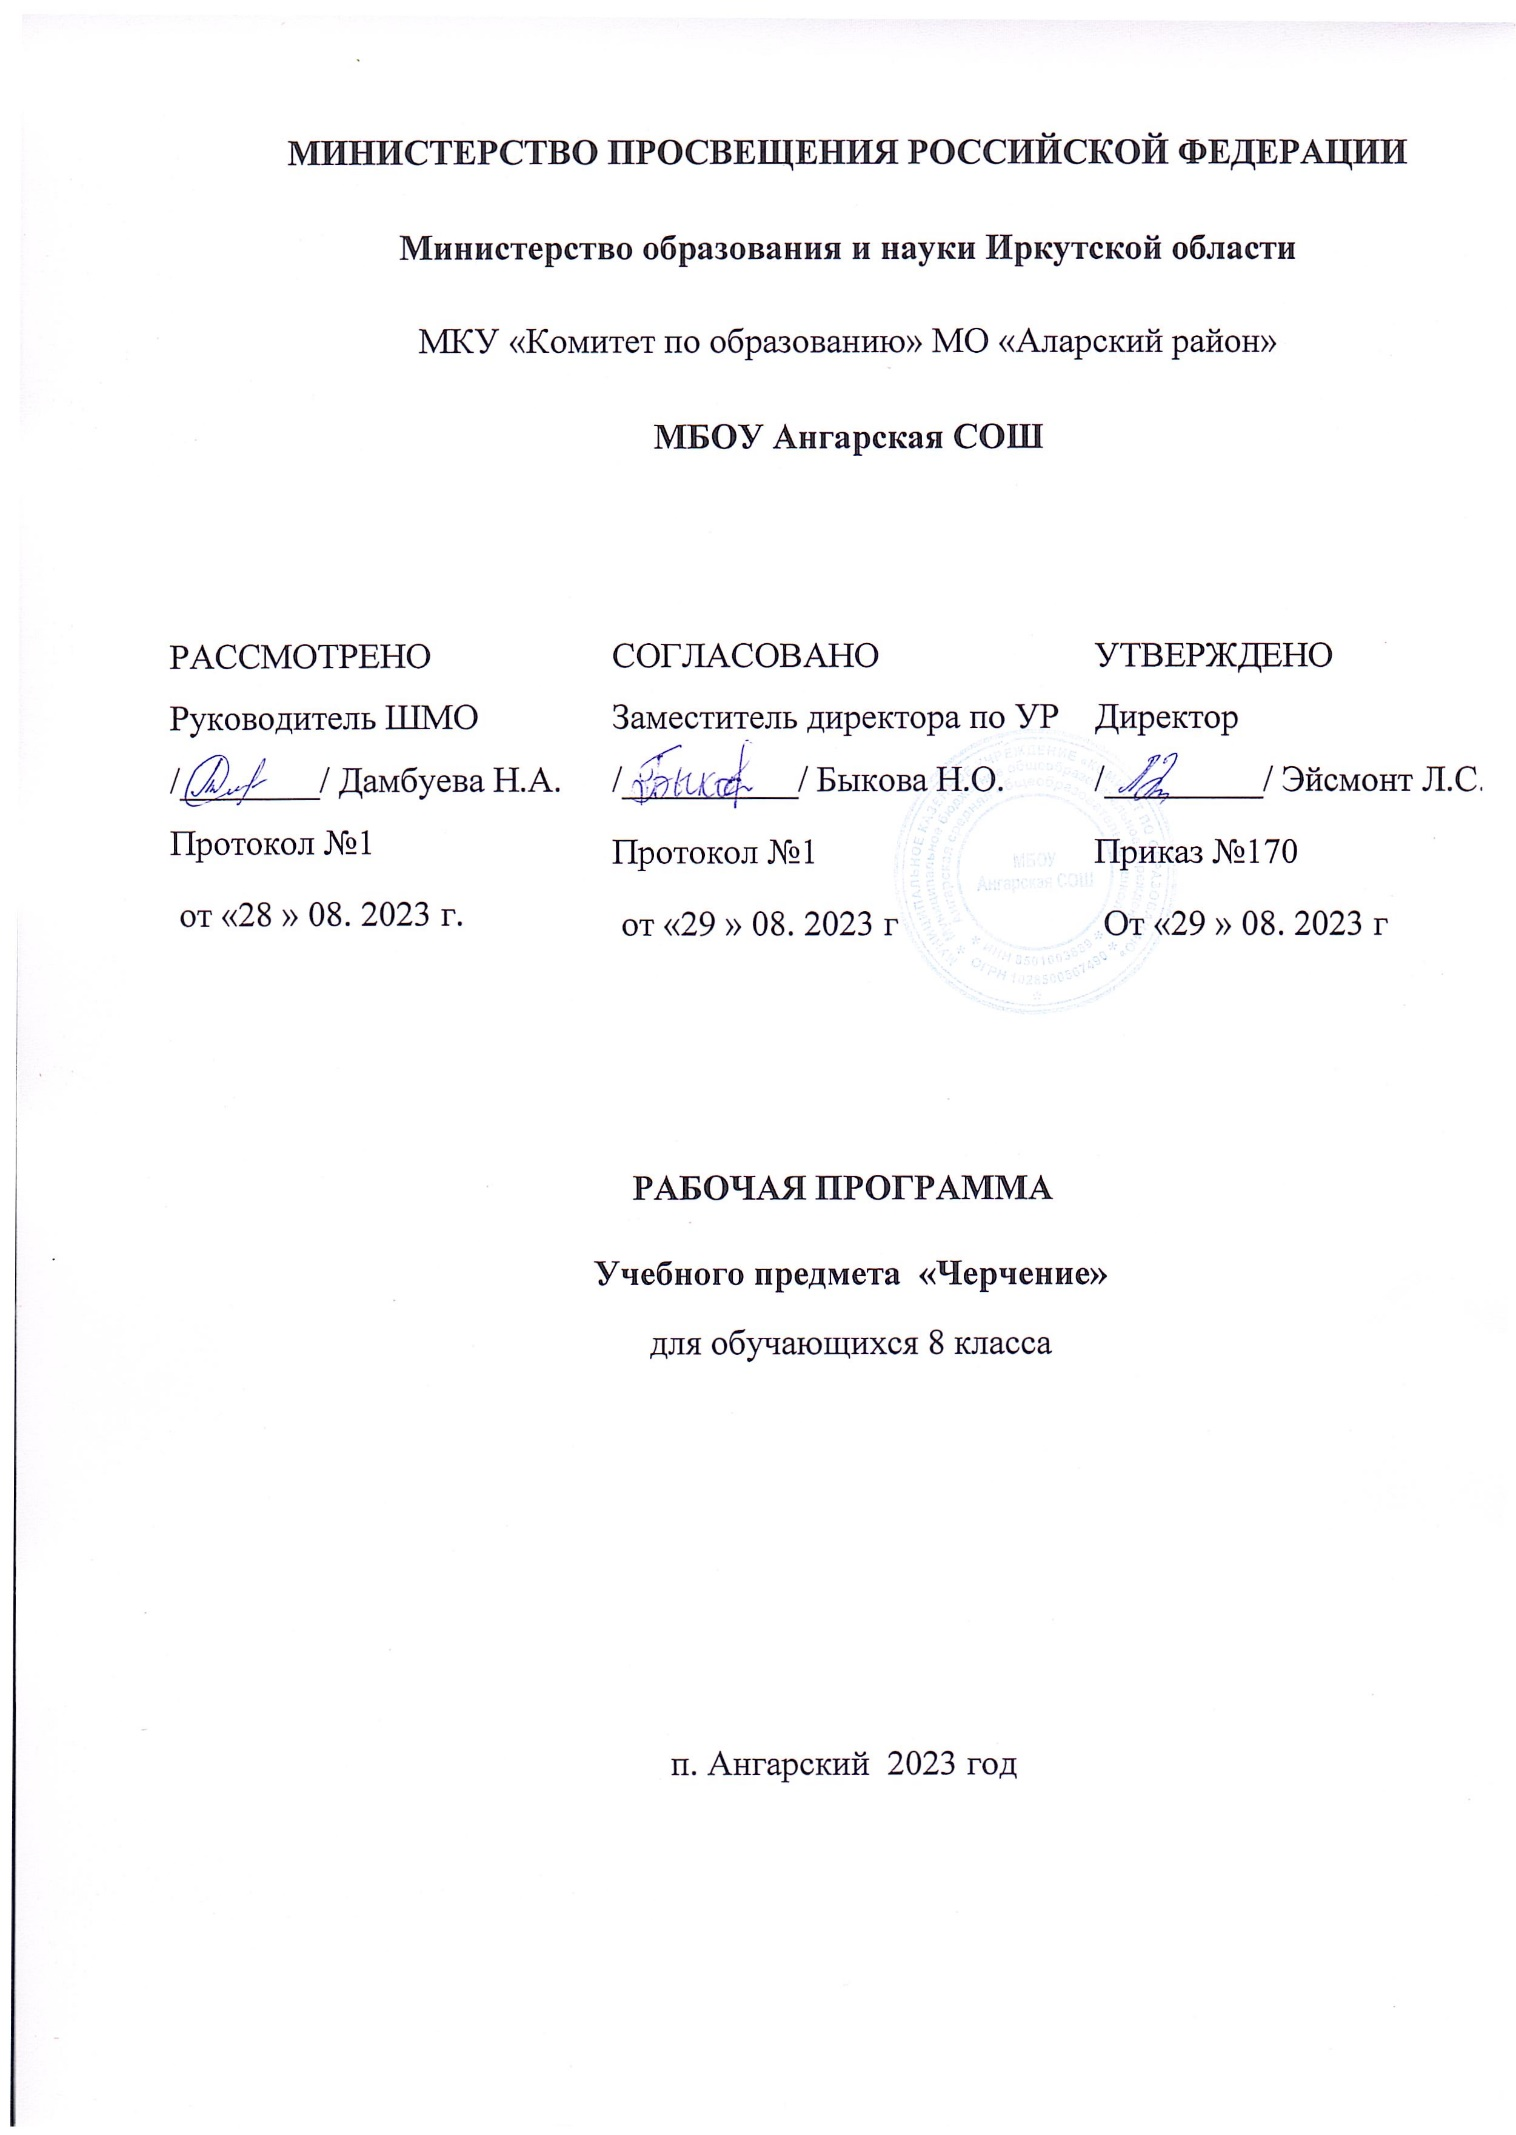 МИНИСТЕРСТВО ПРОСВЕЩЕНИЯ РОССИЙСКОЙ ФЕДЕРАЦИИ
Министерство образования и науки Иркутской области
МКУ «Комитет по образованию» МО «Аларский район»
МБОУ Ангарская СОШ
РАССМОТРЕНО
Руководитель ШМО
/________/ Дамбуева Н.А.
Протокол №1
от «28 » 08. 2023 г.
СОГЛАСОВАНО
Заместитель директора по УР
/Быков__________/ Быкова Н.О.
Протокол №1
от «29 » 08. 2023 г
УТВЕРЖДЕНО
Директор
/_________/ Эйсмонт Л.С.
Приказ №170
От «29 » 08. 2023 г
МБОУ
Ангарская СОШ
РАБОЧАЯ ПРОГРАММА
Учебного предмета «Черчение»
для обучающихся 8 класса
п. Ангарский 2023 год